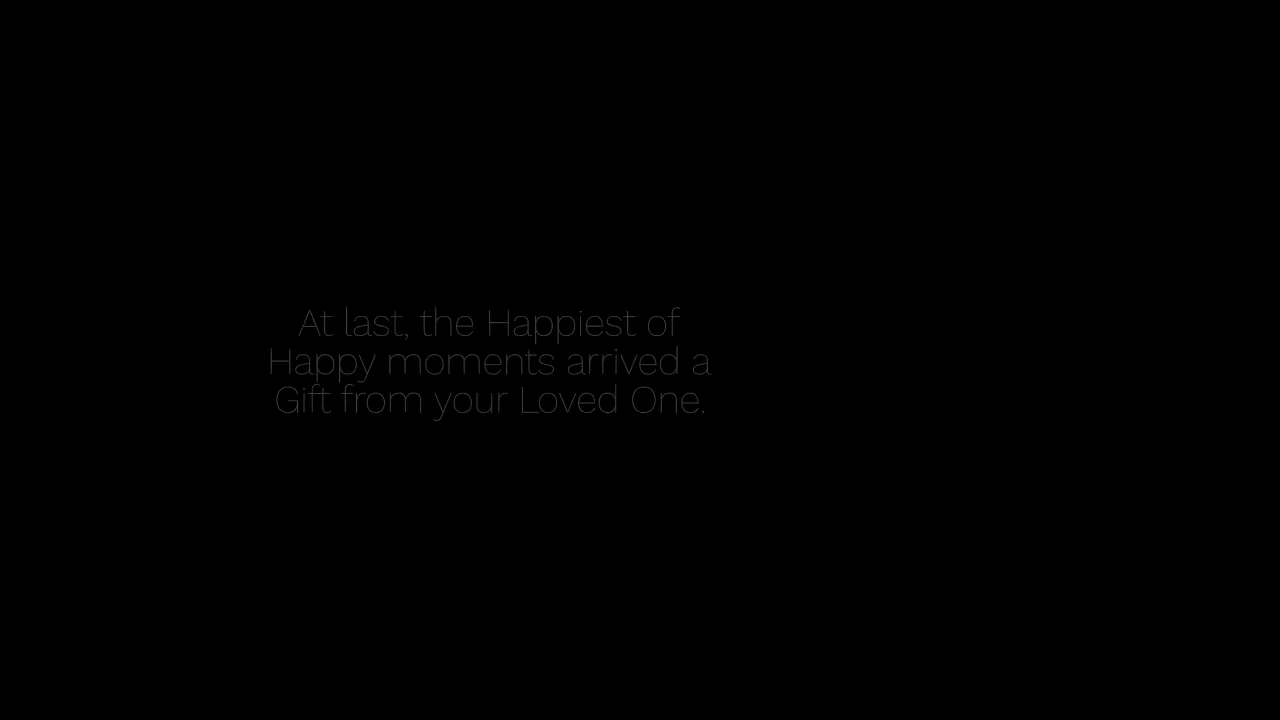 At last, the Happiest of
Happy moments arrived a
Gift from your Loved One.